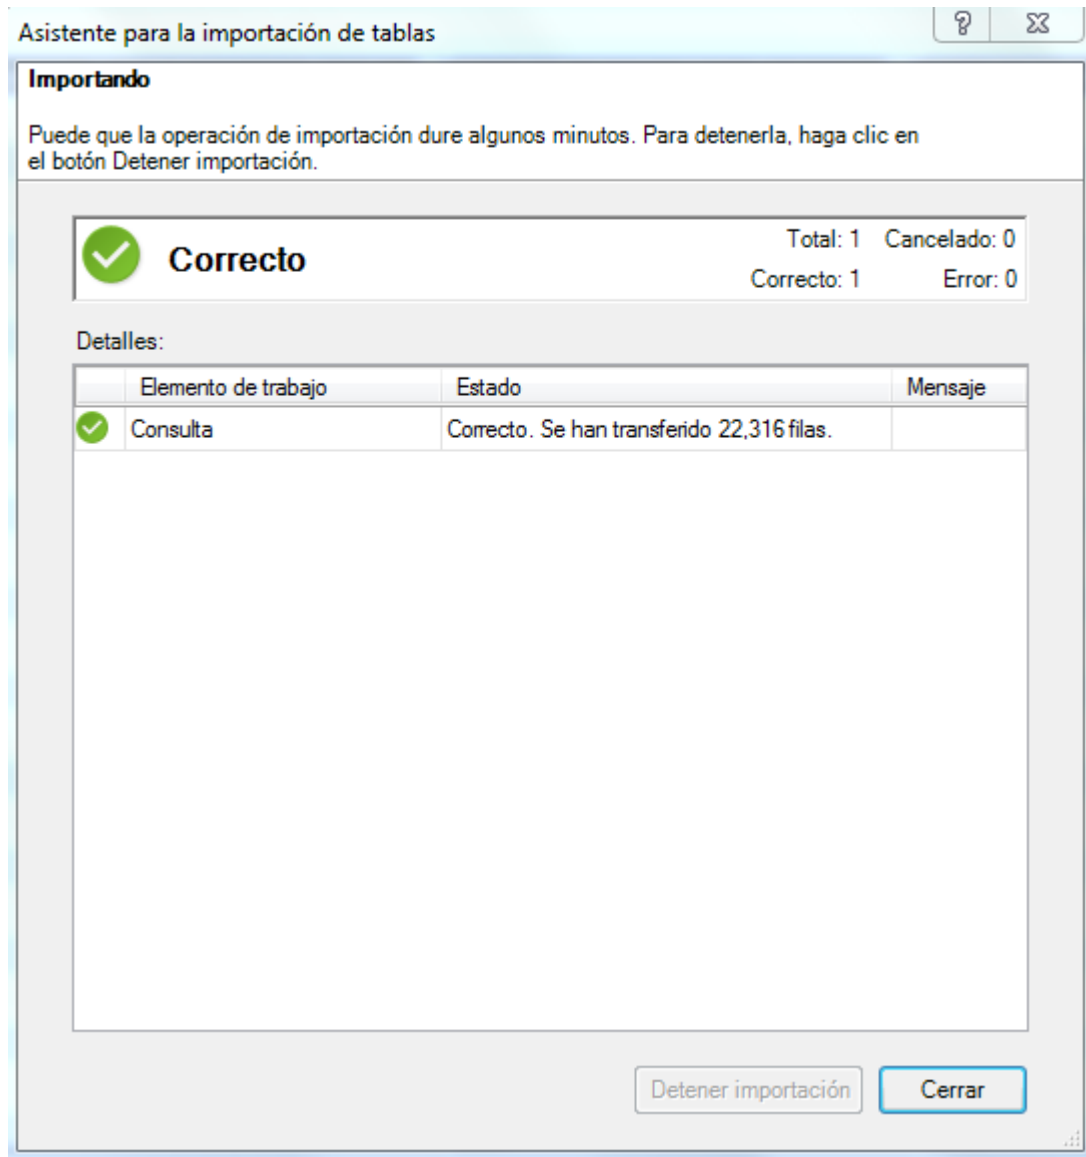 Asistente para la importación de tablas
Importando
Puede que la operación de importación dure algunos minutos. Para detenerla, haga clic en
el botón Detener importación.
Correcto
Total: 1 Cancelado: 0
Correcto: 1 Error: 0
Detalles:
Elemento de trabajo Estado Mensaje
Consulta Correcto. Se han transferido 22,316 filas.
Detener importación Cerrar